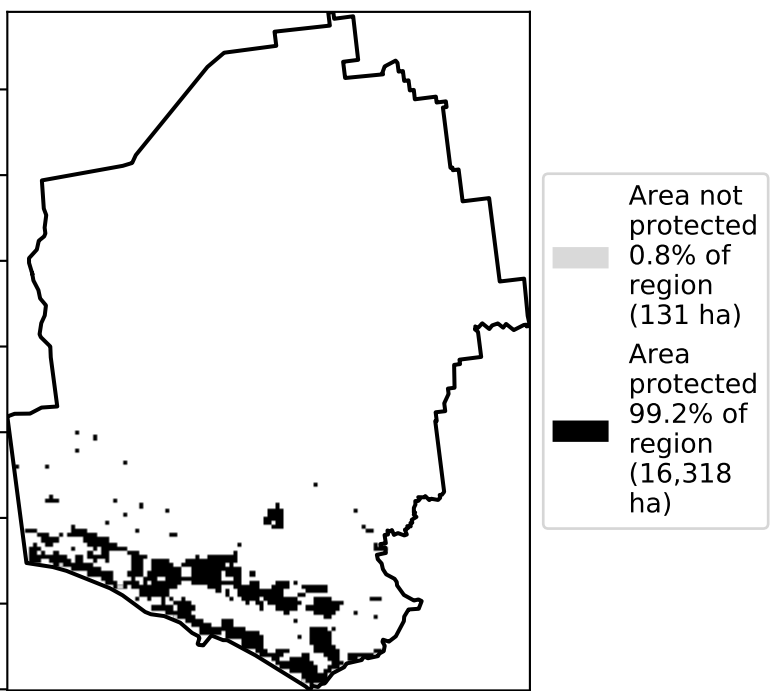 Area not
protected
0.8% of
region
(131 ha)
Area
protected
99.2% of
region
(16,318
ha)